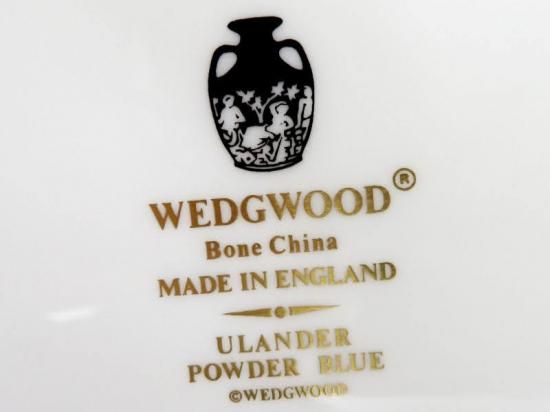 WEDGWOOD®
Bone China
MADE IN ENGLAND
ULANDER
POWDER BLUE
©WEDGWOOD